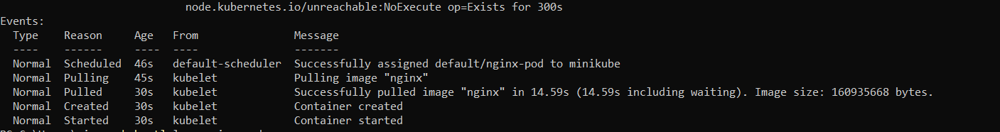 node.kubernetes.io/unreachable:NoExecute op=Exists for 300s
Events:
Type Reason Age From Message
---- ------ ---- ---- -------
Normal Scheduled 46s default-scheduler Successfully assigned default/nginx-pod to minikube
Normal Pulling 45s kubelet Pulling image "nginx"
Normal Pulled 30s kubelet Successfully pulled image "nginx" in 14.59s (14.59s including waiting). Image size: 160935668 bytes.
Normal Created 30s kubelet Container created
Normal Started 30s kubelet Container started